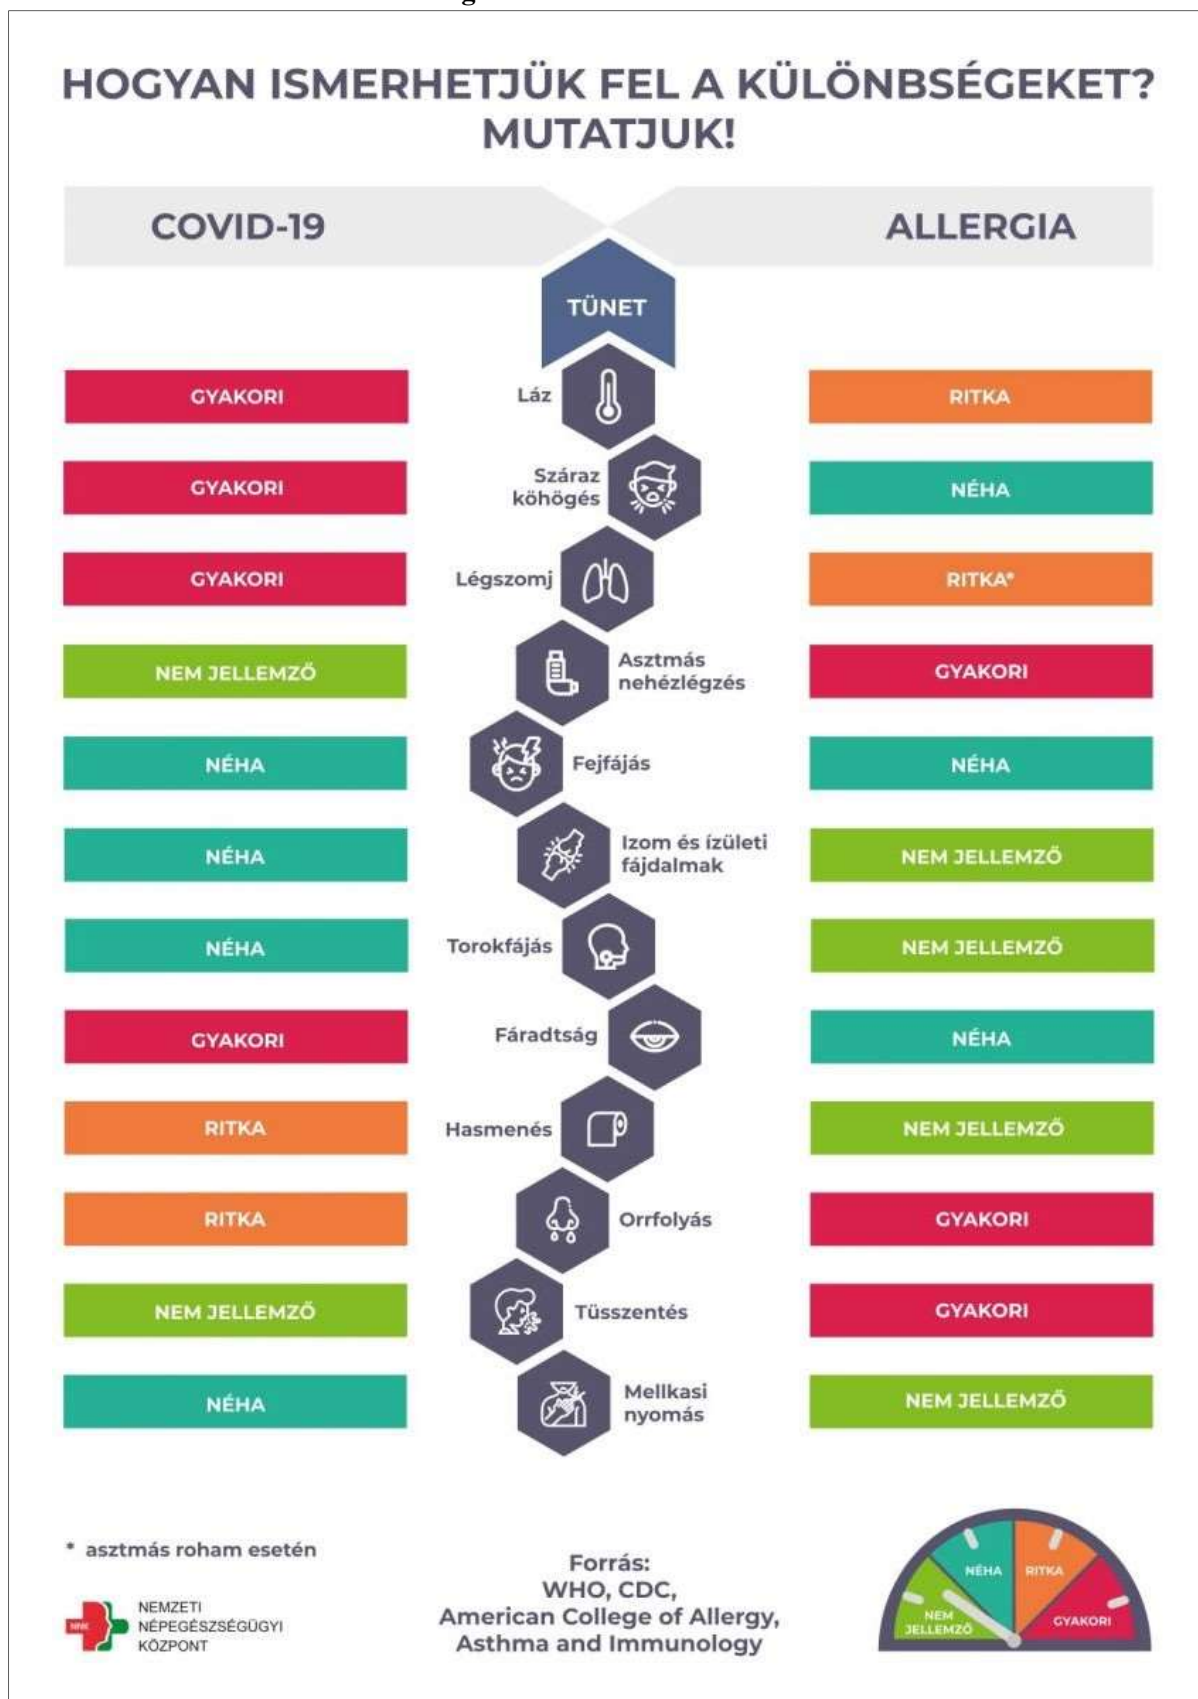 HOGYAN ISMERHETJÜK FEL A KÜLÖNBSÉGEKET?
MUTATJUK!
COVID-19
ALLERGIA
TÜNET
GYAKORI
Láz
RITKA
GYAKORI
Száraz
köhögés
NÉHA
GYAKORI
Légszomj
RITKA*
NEM JELLEMZŐ
Asztmás
nehézlégzés
GYAKORI
NÉHA
Fejfájás
NÉHA
NÉHA
Izom és ízületi
fájdalmak
NEM JELLEMZŐ
NÉHA
Torokfájás
NEM JELLEMZŐ
GYAKORI
Fáradtság
NÉHA
RITKA
Hasmenés
NEM JELLEMZŐ
RITKA
Orrfolyás
GYAKORI
NEM JELLEMZŐ
Tüsszentés
GYAKORI
NÉHA
Mellkasi
nyomás
NEM JELLEMZŐ
* asztmás roham esetén
NNK
NEMZETI
NÉPEGÉSZSÉGÜGYI
KÖZPONT
Forrás:
WHO, CDC,
American College of Allergy,
Asthma and Immunology
NEM
JELLEMZŐ
NÉHA
RITKA
GYAKORI